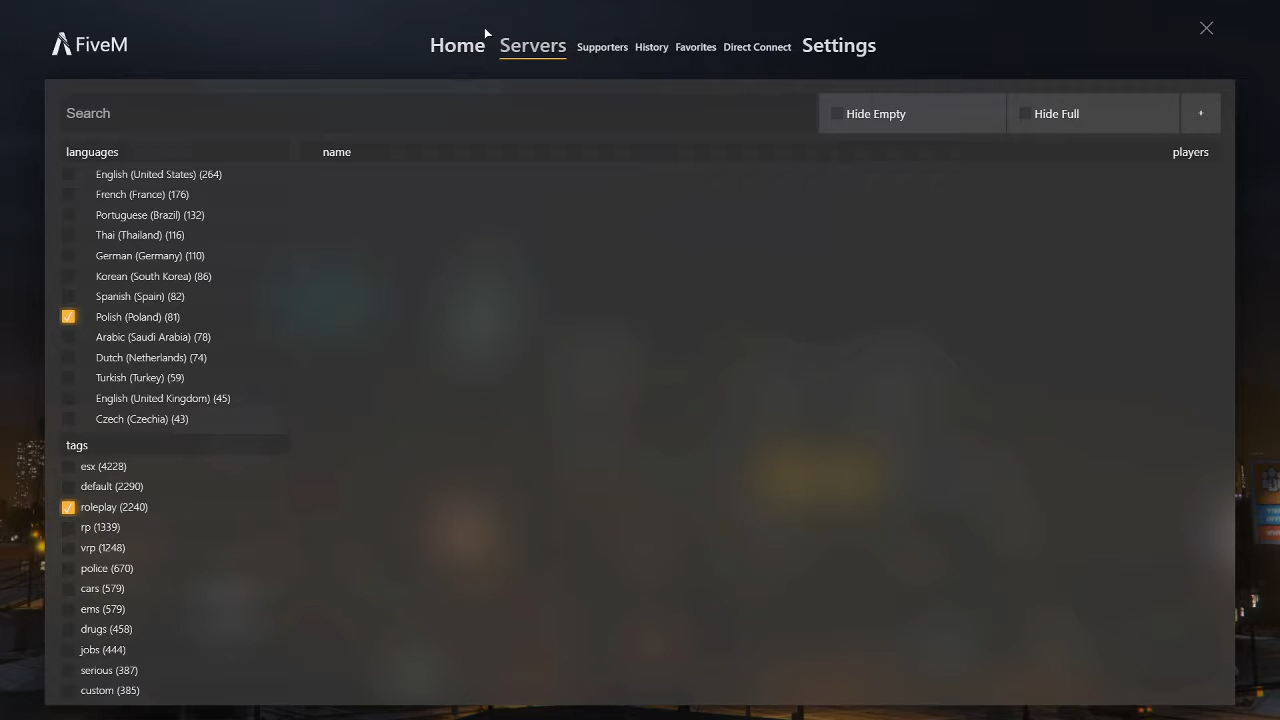 FiveM
Home Servers Supporters History Favorites Direct Connect Settings
Search
Hide Empty
Hide Full
+
languages
name
players
English (United States) (264)
French (France) (176)
Portuguese (Brazil) (132)
Thai (Thailand) (116)
German (Germany) (110)
Korean (South Korea) (86)
Spanish (Spain) (82)
Polish (Poland) (81)
Arabic (Saudi Arabia) (78)
Dutch (Netherlands) (74)
Turkish (Turkey) (59)
English (United Kingdom) (45)
Czech (Czechia) (43)
tags
esx (4228)
default (2290)
roleplay (2240)
rp (1339)
vrp (1248)
police (670)
cars (579)
ems (579)
drugs (458)
jobs (444)
serious (387)
custom (385)